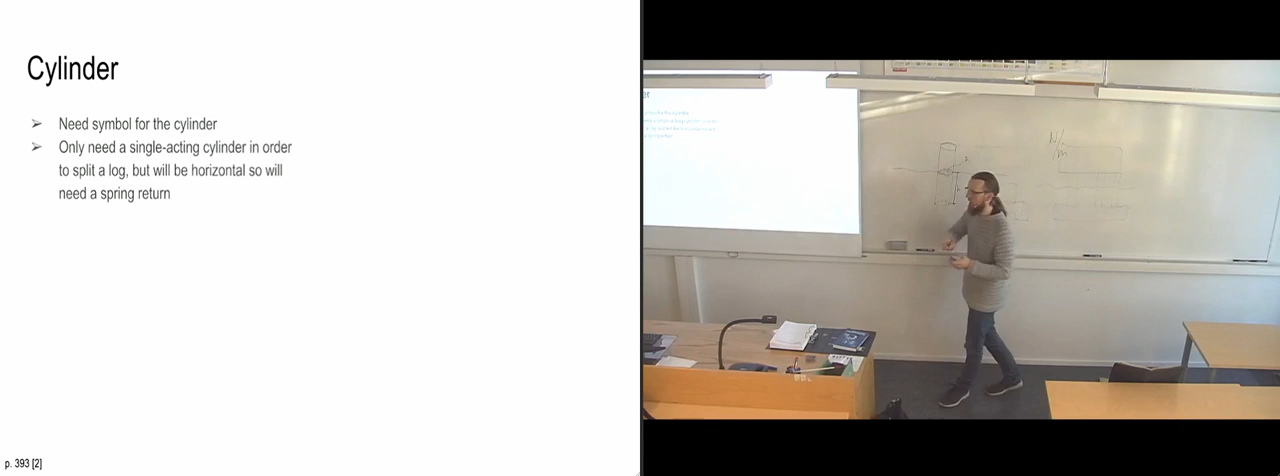 Cylinder
➢ Need symbol for the cylinder
➢ Only need a single-acting cylinder in order
to split a log, but will be horizontal so will
need a spring return
p. 393 [2]
er
N/m